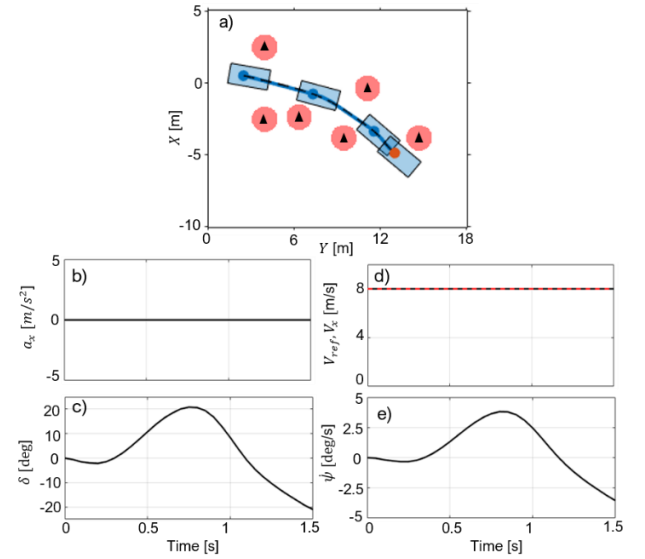 a)
5
0
-5
-10
X [m]
0 6 12 18
Y [m]
b)
5
0
-5
aₓ [m/s²]
d)
8
4
0
V_ref, Vₓ [m/s]
c)
20
10
0
-10
-20
δ [deg]
0 0.5 1 1.5
Time [s]
e)
5
2.5
0
-2.5
-5
ψ̇ [deg/s]
0 0.5 1 1.5
Time [s]